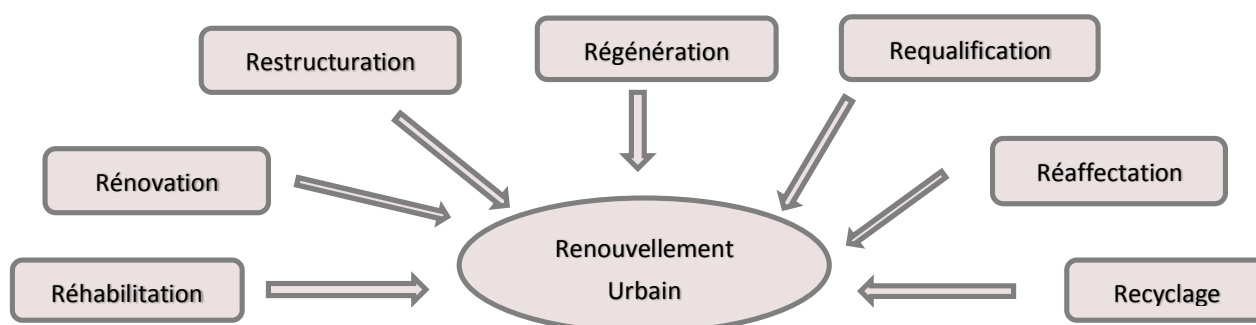 Restructuration
Régénération
Requalification
Rénovation
Réaffectation
Renouvellement
Urbain
Réhabilitation
Recyclage